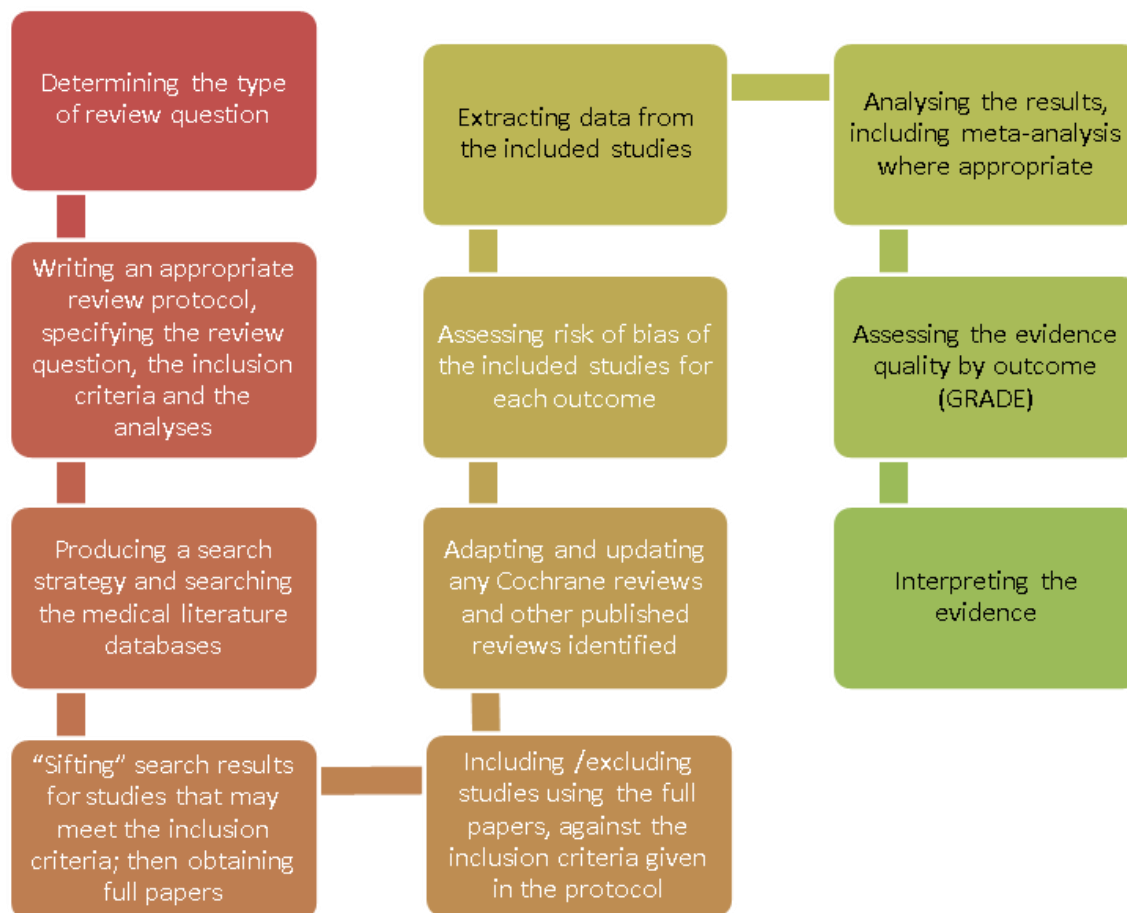 Determining the type
of review question
Writing an appropriate
review protocol,
specifying the review
question, the inclusion
criteria and the
analyses
Producing a search
strategy and searching
the medical literature
databases
“Sifting” search results
for studies that may
meet the inclusion
criteria; then obtaining
full papers
Including /excluding
studies using the full
papers, against the
inclusion criteria given
in the protocol
Adapting and updating
any Cochrane reviews
and other published
reviews identified
Assessing risk of bias of
the included studies for
each outcome
Extracting data from
the included studies
Analysing the results,
including meta-analysis
where appropriate
Assessing the evidence
quality by outcome
(GRADE)
Interpreting the
evidence